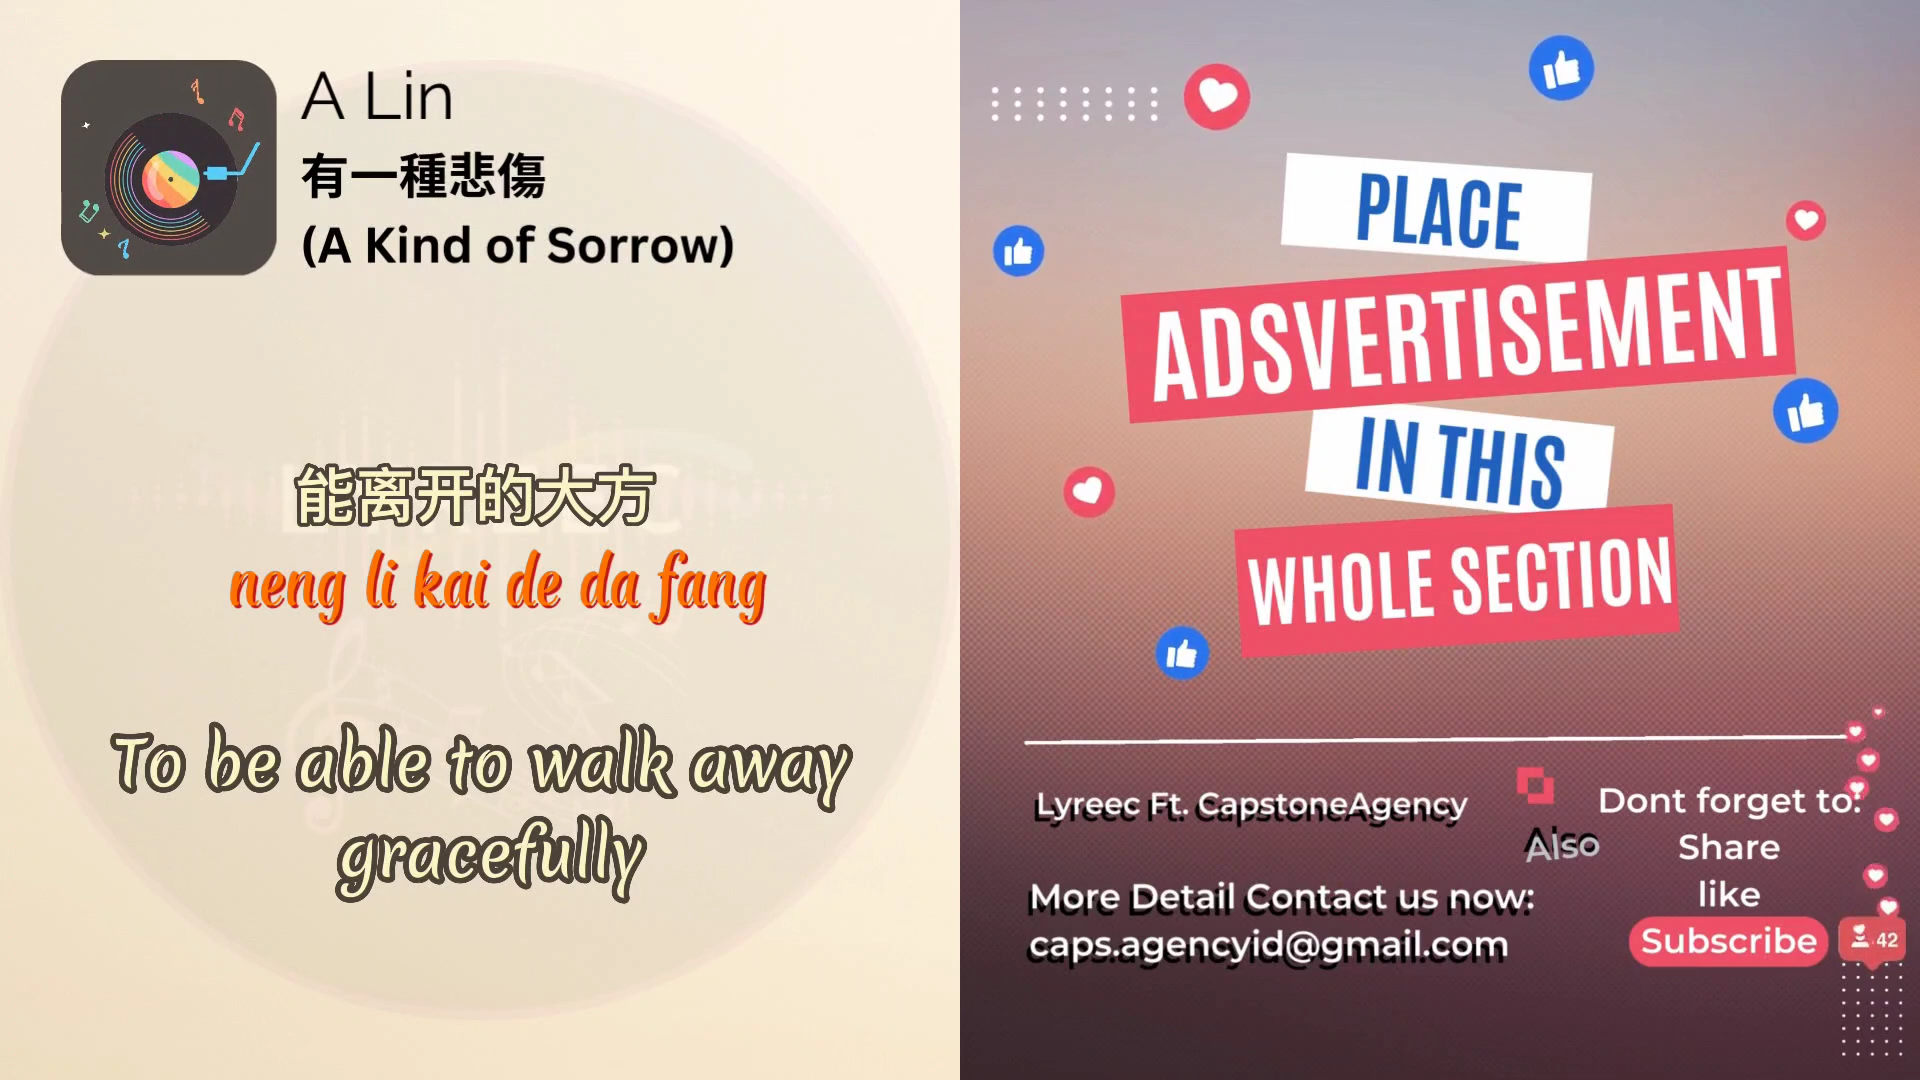 A Lin
有一種悲傷
(A Kind of Sorrow)
能离开的大方
neng li kai de da fang
To be able to walk away
gracefully
PLACE
ADSVERTISEMENT
IN THIS
WHOLE SECTION
Lyreec Ft. CapstoneAgency
Also
More Detail Contact us now:
caps.agencyid@gmail.com
Dont forget to:
Share
like
Subscribe
42